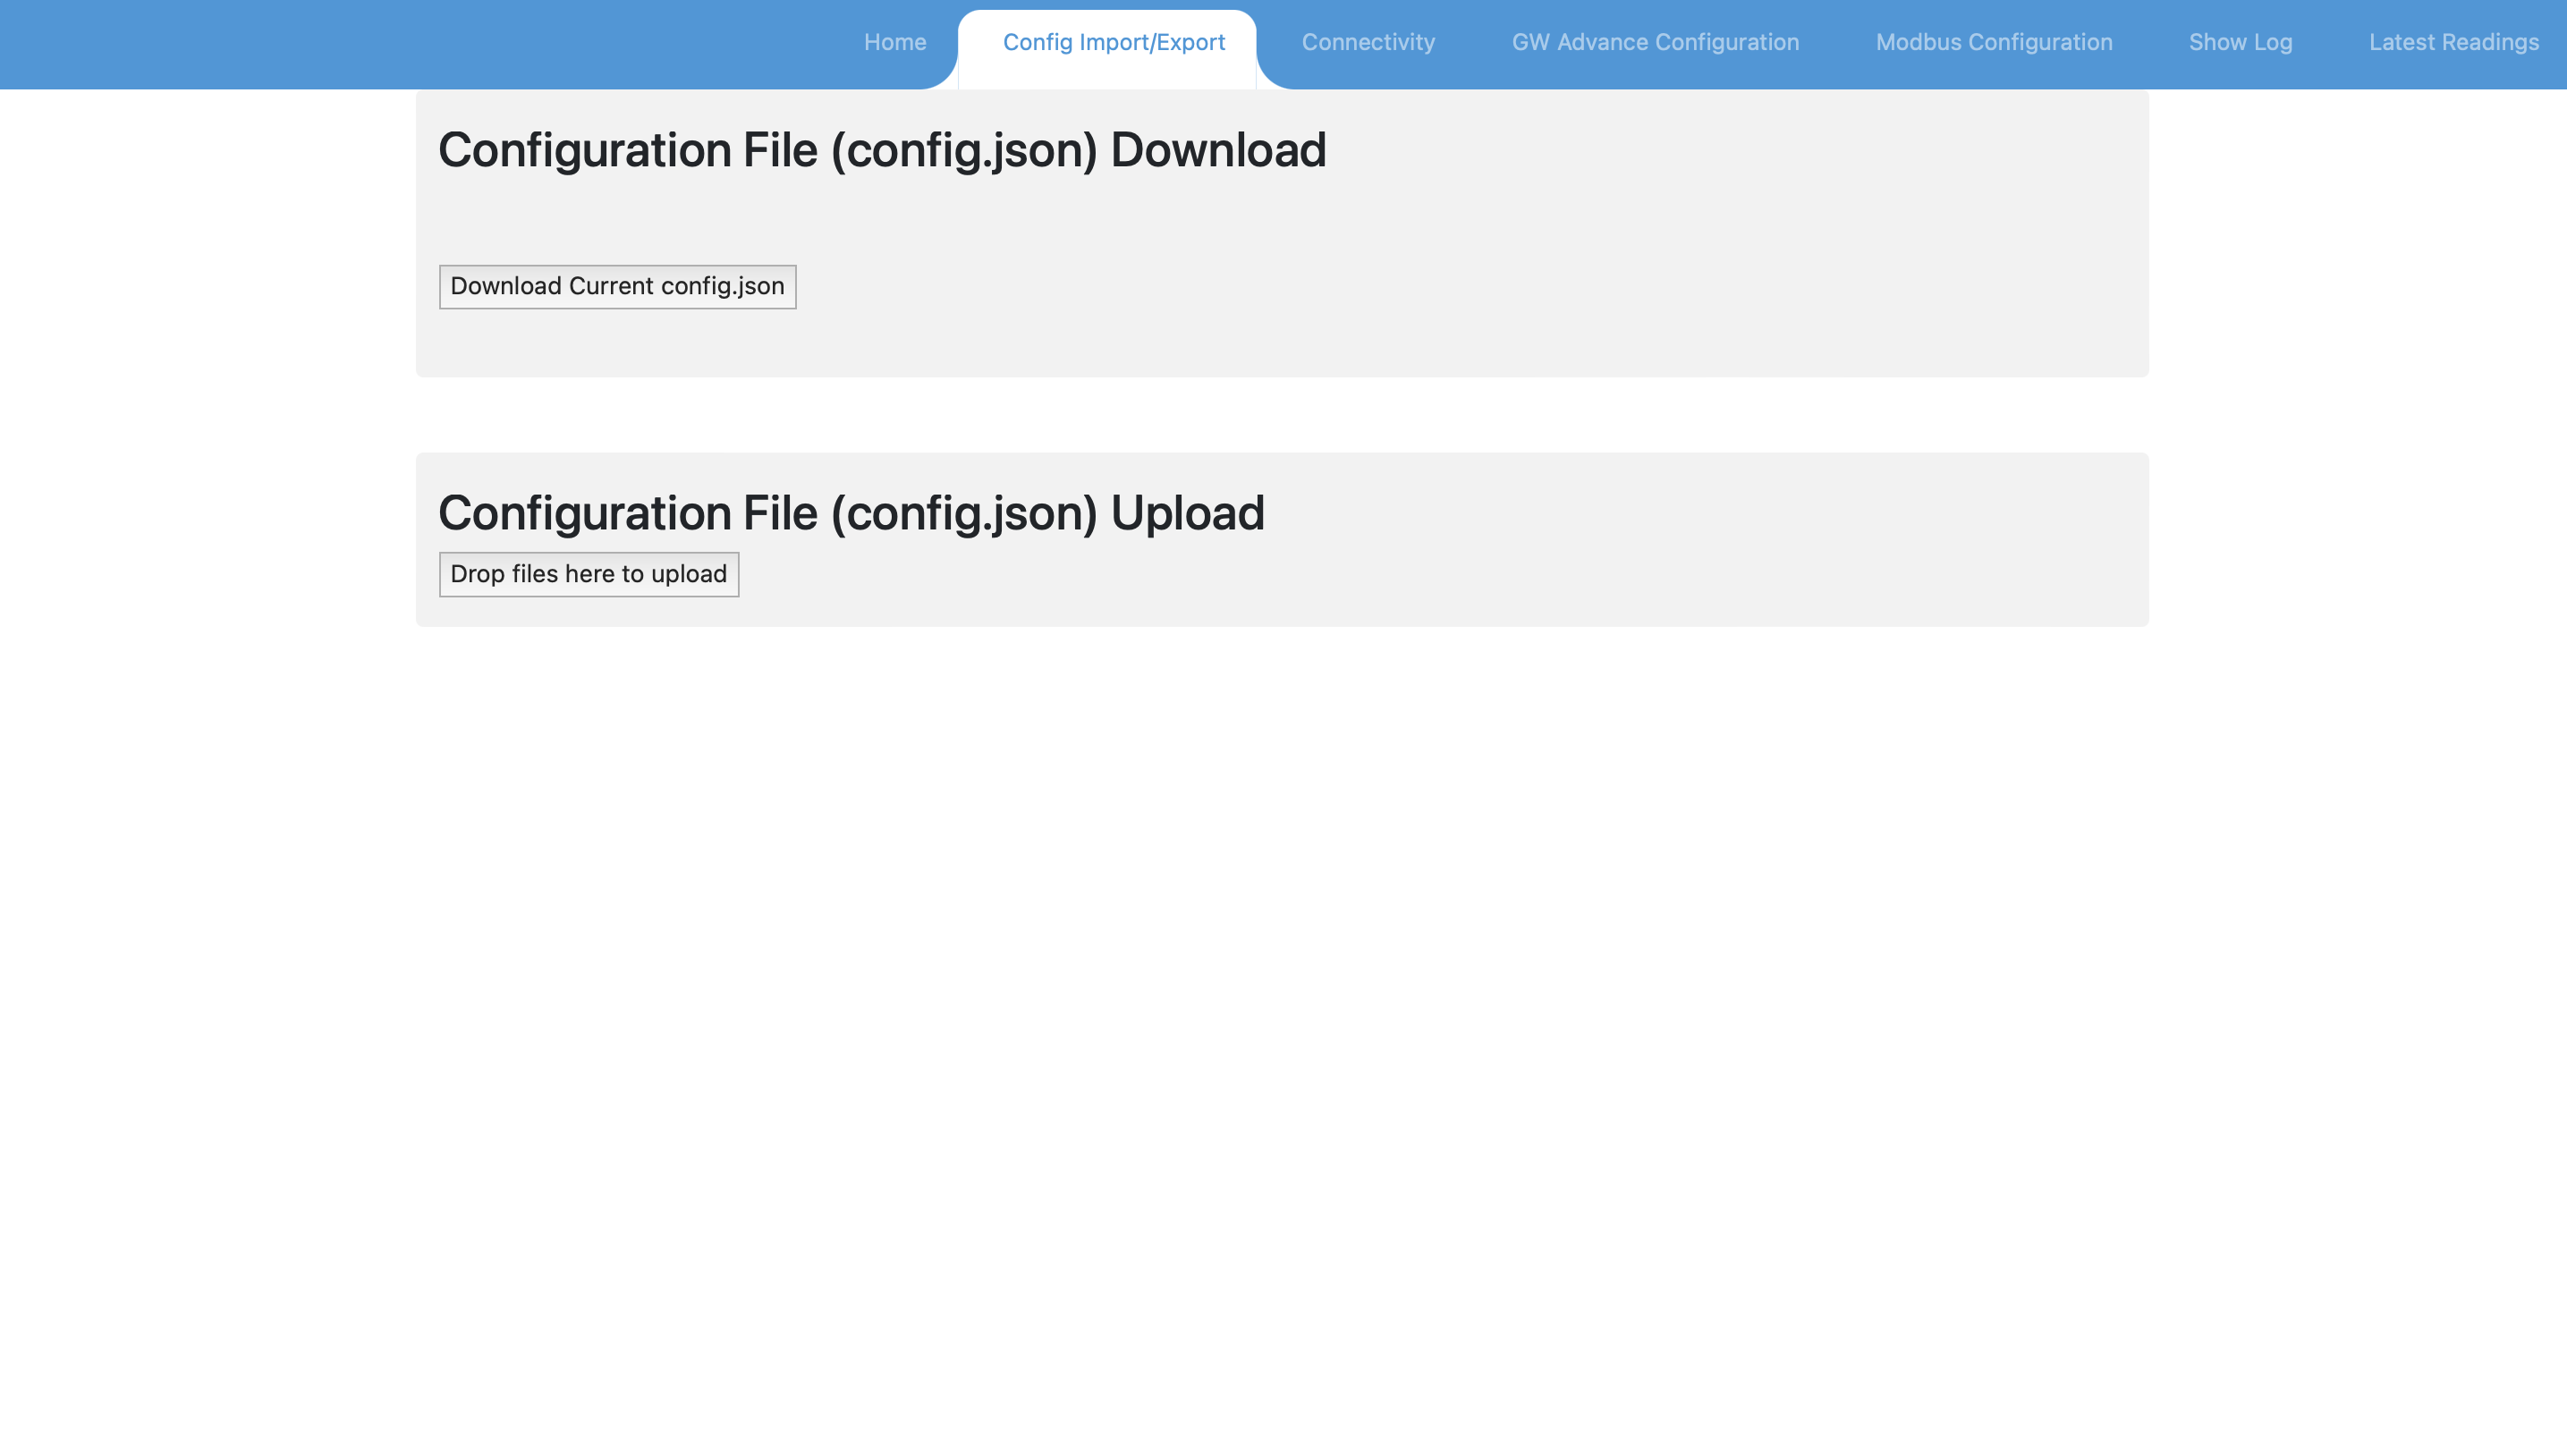 Home Config Import/Export Connectivity GW Advance Configuration Modbus Configuration Show Log Latest Readings
Configuration File (config.json) Download
Download Current config.json
Configuration File (config.json) Upload
Drop files here to upload